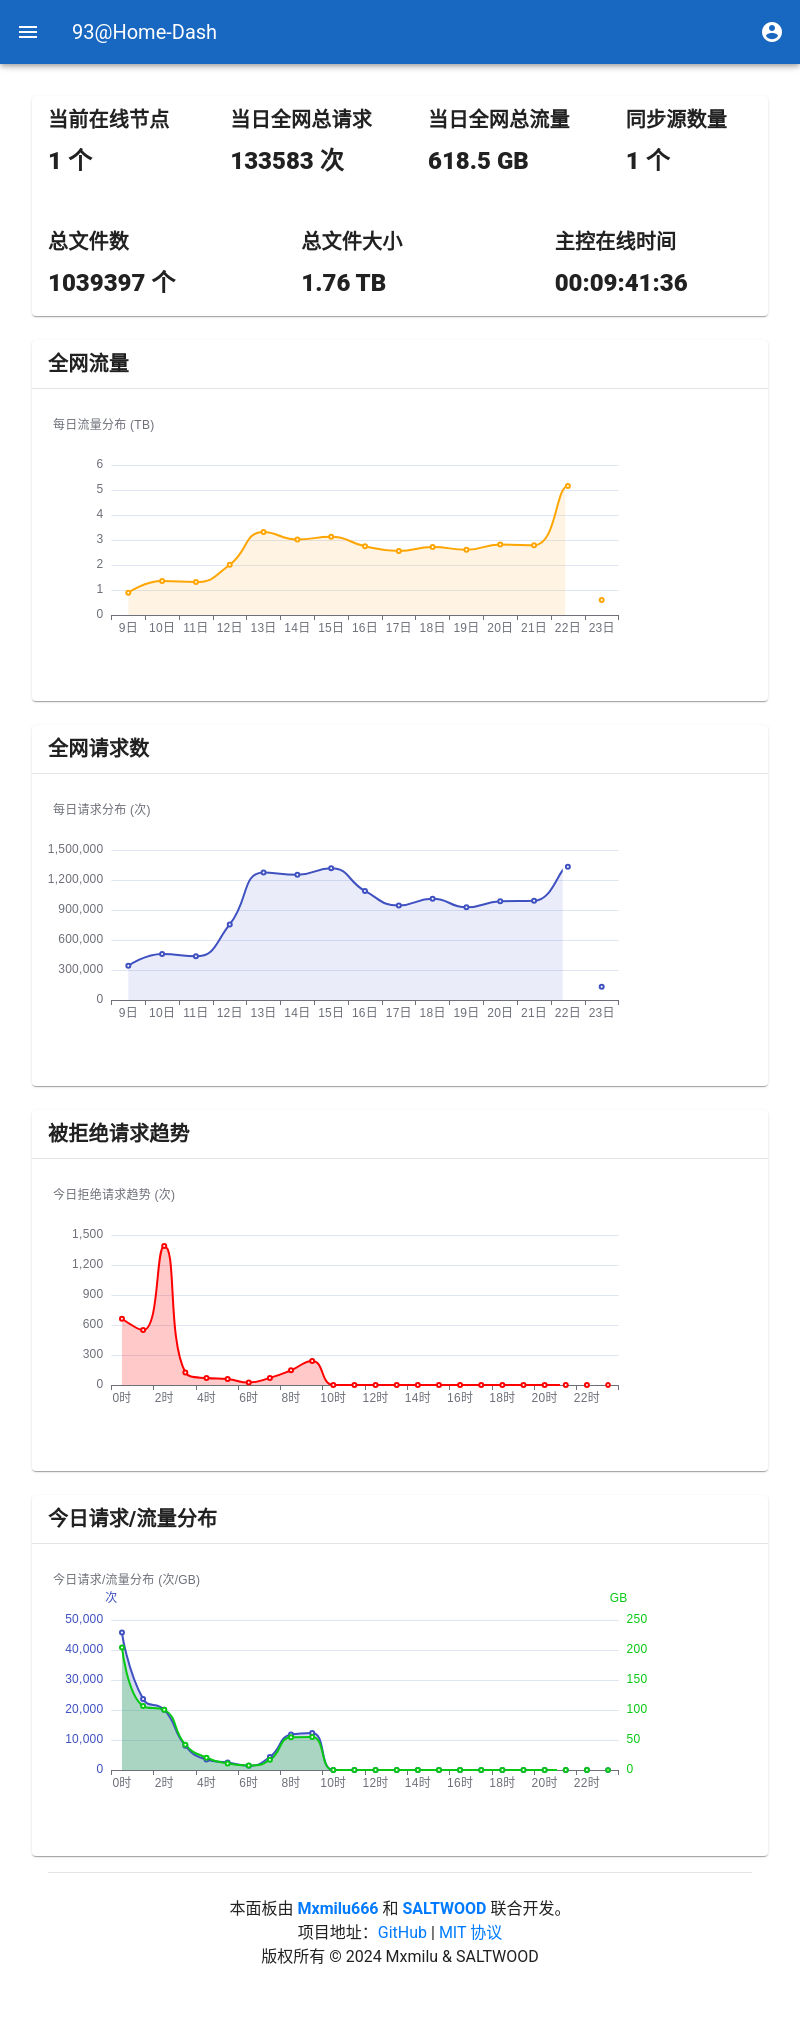 93@Home-Dash
当前在线节点 当日全网总请求 当日全网总流量 同步源数量
1 个 133583 次 618.5 GB 1 个
总文件数 总文件大小 主控在线时间
1039397 个 1.76 TB 00:09:41:36
全网流量
每日流量分布 (TB)
6
5
4
3
2
1
0
9日 10日 11日 12日 13日 14日 15日 16日 17日 18日 19日 20日 21日 22日 23日
全网请求数
每日请求分布 (次)
1,500,000
1,200,000
900,000
600,000
300,000
0
9日 10日 11日 12日 13日 14日 15日 16日 17日 18日 19日 20日 21日 22日 23日
被拒绝请求趋势
今日拒绝请求趋势 (次)
1,500
1,200
900
600
300
0
0时 2时 4时 6时 8时 10时 12时 14时 16时 18时 20时 22时
今日请求/流量分布
今日请求/流量分布 (次/GB)
次 GB
50,000 250
40,000 200
30,000 150
20,000 100
10,000 50
0 0
0时 2时 4时 6时 8时 10时 12时 14时 16时 18时 20时 22时
本面板由 Mxmilu666 和 SALTWOOD 联合开发。
项目地址：GitHub | MIT 协议
版权所有 © 2024 Mxmilu & SALTWOOD